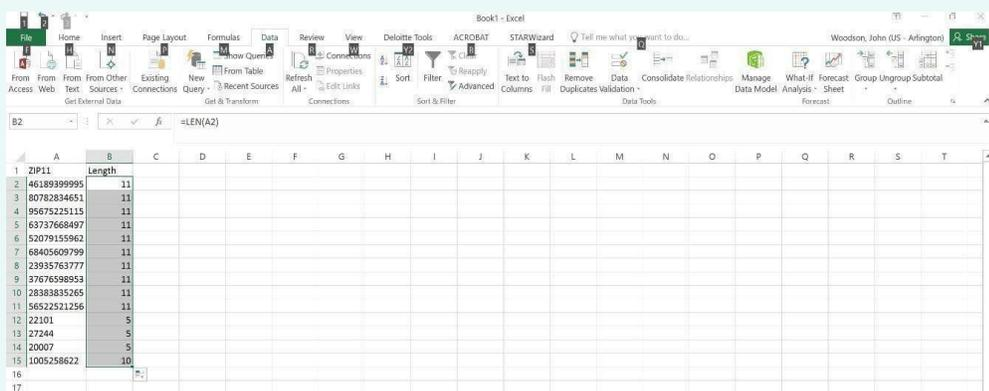 Book1 - Excel
File Home Insert Page Layout Formulas Data Review View Deloitte Tools ACROBAT STARWizard Tell me what you want to do... Woodson, John (US - Arlington) Share
F H N P M A R W Y2 B S Q Y1
Show Queries Connections Clear
From Table Properties Reapply
Recent Sources Edit Links Advanced
From From From From Other Existing New Refresh Sort Filter Text to Flash Remove Data Consolidate Relationships Manage What-If Forecast Group Ungroup Subtotal
Access Web Text Sources Connections Query All Columns Fill Duplicates Validation Data Model Analysis Sheet
Get External Data Get & Transform Connections Sort & Filter Data Tools Forecast Outline
B2 fx =LEN(A2)
A B C D E F G H I J K L M N O P Q R S T
1 ZIP11 Length
2 46189399995 11
3 80782834651 11
4 95675225115 11
5 63737668497 11
6 52079155962 11
7 68405609799 11
8 23935763777 11
9 37676598953 11
10 28383835265 11
11 56522521256 11
12 22101 5
13 27244 5
14 20007 5
15 1005258622 10
16
17